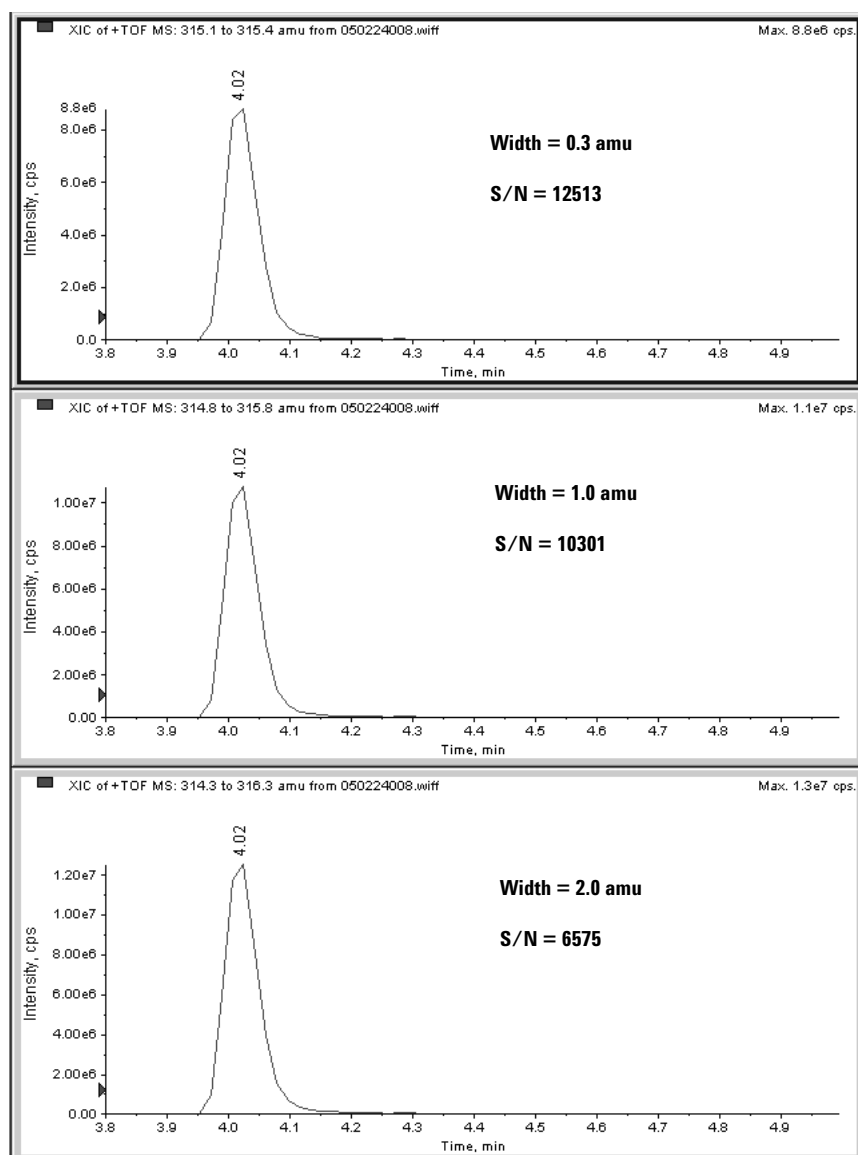 XIC of +TOF MS: 315.1 to 315.4 amu from 050224008.wiff Max. 8.8e6 cps.
4.02
8.8e6
8.0e6
6.0e6
4.0e6
2.0e6
0.0
Intensity, cps
Width = 0.3 amu
S/N = 12513
3.8 3.9 4.0 4.1 4.2 4.3 4.4 4.5 4.6 4.7 4.8 4.9
Time, min
XIC of +TOF MS: 314.8 to 315.8 amu from 050224008.wiff Max. 1.1e7 cps.
4.02
1.00e7
8.00e6
6.00e6
4.00e6
2.00e6
0.00
Intensity, cps
Width = 1.0 amu
S/N = 10301
3.8 3.9 4.0 4.1 4.2 4.3 4.4 4.5 4.6 4.7 4.8 4.9
Time, min
XIC of +TOF MS: 314.3 to 316.3 amu from 050224008.wiff Max. 1.3e7 cps.
4.02
1.20e7
1.00e7
8.00e6
6.00e6
4.00e6
2.00e6
0.00
Intensity, cps
Width = 2.0 amu
S/N = 6575
3.8 3.9 4.0 4.1 4.2 4.3 4.4 4.5 4.6 4.7 4.8 4.9
Time, min